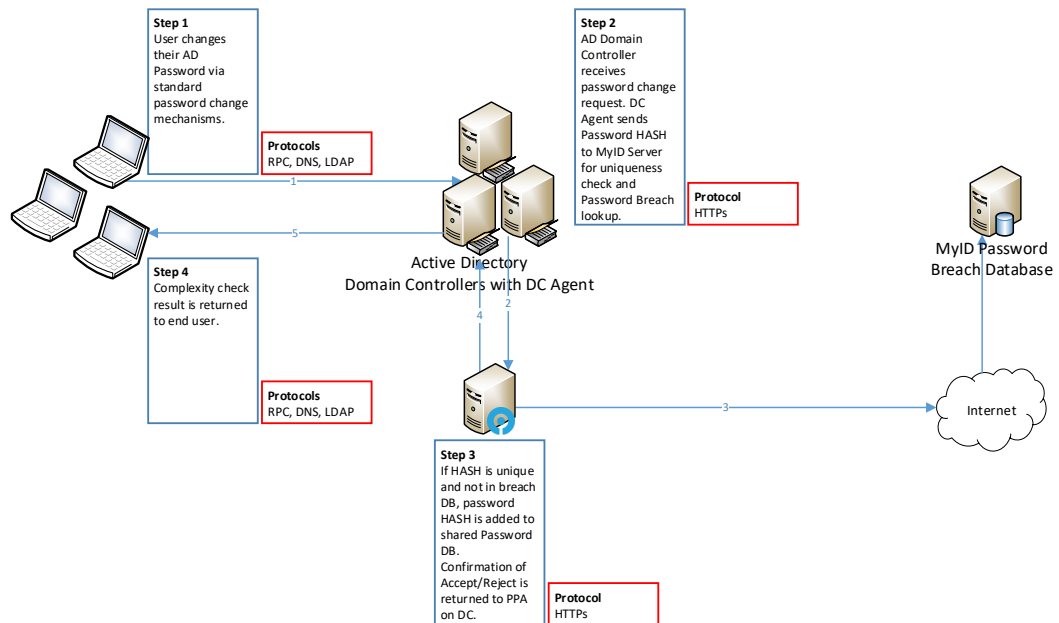 Step 1
User changes
their AD
Password via
standard
password change
mechanisms.
Protocols
RPC, DNS, LDAP
Step 2
AD Domain
Controller
receives
password change
request. DC
Agent sends
Password HASH
to MyID Server
for uniqueness
check and
Password Breach
lookup.
Protocol
HTTPs
1
5
Active Directory
Domain Controllers with DC Agent
MyID Password
Breach Database
Step 4
Complexity check
result is returned
to end user.
Protocols
RPC, DNS, LDAP
2
4
3
Internet
Step 3
If HASH is unique
and not in breach
DB, password
HASH is added to
shared Password
DB.
Confirmation of
Accept/Reject is
returned to PPA
on DC.
Protocol
HTTPs